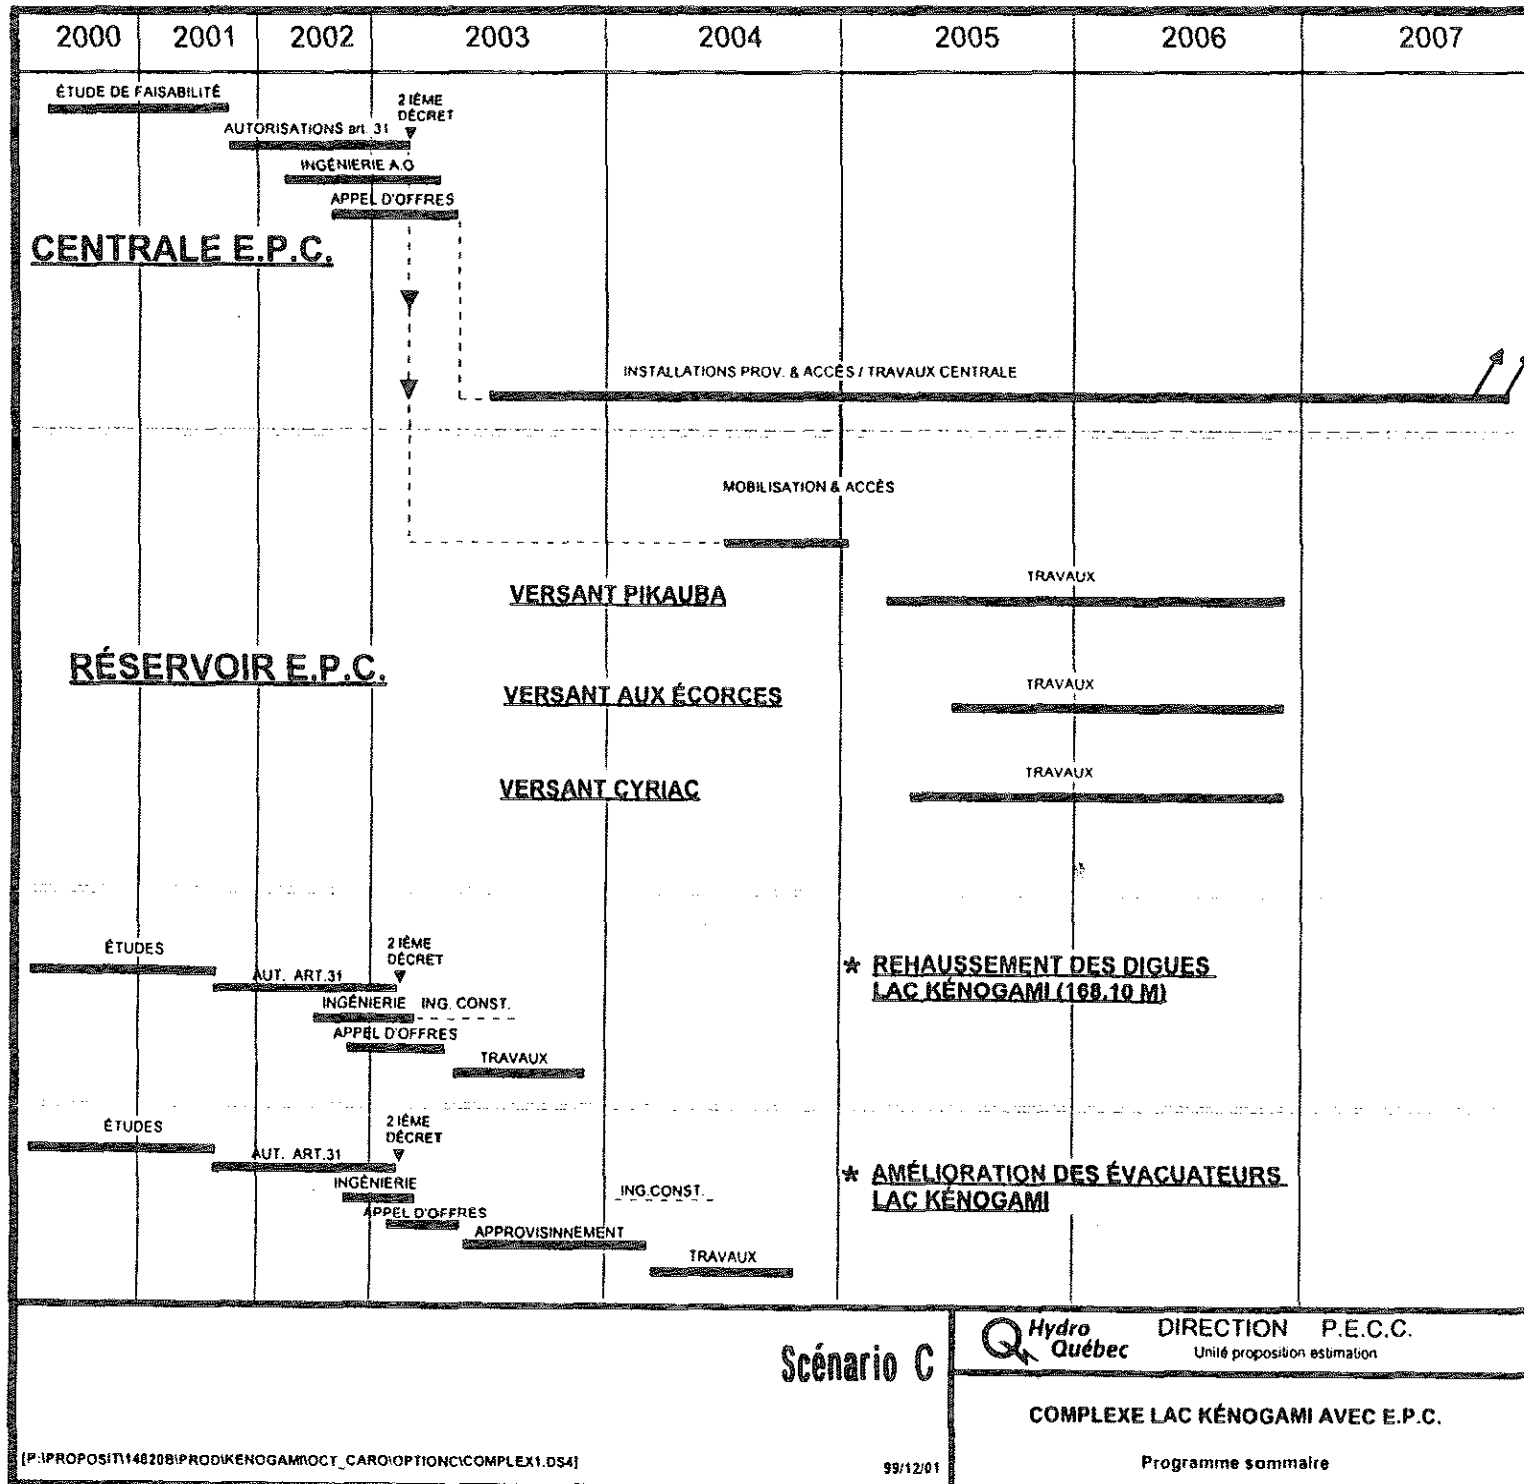 2000 2001 2002 2003 2004 2005 2006 2007
ÉTUDE DE FAISABILITÉ
2 IÈME
DÉCRET
AUTORISATIONS art. 31
INGÉNIERIE A.O
APPEL D'OFFRES
CENTRALE E.P.C.
INSTALLATIONS PROV. & ACCÈS / TRAVAUX CENTRALE
MOBILISATION & ACCÈS
TRAVAUX
VERSANT PIKAUBA
RÉSERVOIR E.P.C.
TRAVAUX
VERSANT AUX ÉCORCES
TRAVAUX
VERSANT CYRIAC
ÉTUDES
2 IÈME
DÉCRET
AUT. ART.31
INGÉNIERIE ING. CONST.
APPEL D'OFFRES
TRAVAUX
* REHAUSSEMENT DES DIGUES
LAC KÉNOGAMI (168.10 M)
ÉTUDES
2 IÈME
DÉCRET
AUT. ART.31
INGÉNIERIE
ING.CONST.
APPEL D'OFFRES
APPROVISINNEMENT
TRAVAUX
* AMÉLIORATION DES ÉVACUATEURS
LAC KÉNOGAMI
Scénario C
Hydro
Québec
DIRECTION P.E.C.C.
Unité proposition estimation
COMPLEXE LAC KÉNOGAMI AVEC E.P.C.
Programme sommaire
[P:\PROPOSIT\14620B\PROD\KENOGAMI\OCT_CARO\OPTIONC\COMPLEX1.DS4]
99/12/01